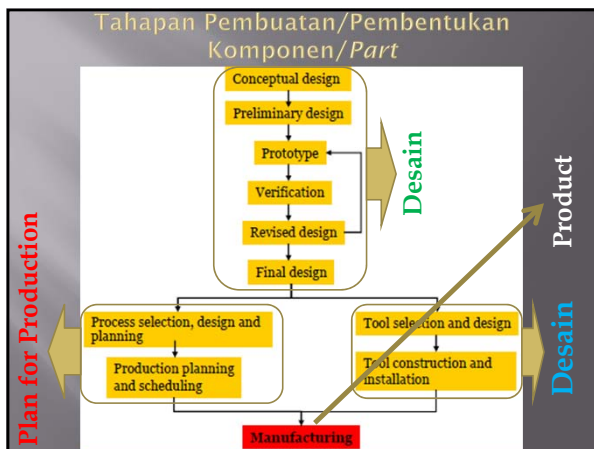 Tahapan Pembuatan/Pembentukan
Komponen/Part
Conceptual design
Preliminary design
Prototype
Verification
Revised design
Final design
Desain
Process selection, design and
planning
Production planning
and scheduling
Plan for Production
Tool selection and design
Tool construction and
installation
Desain
Product
Manufacturing